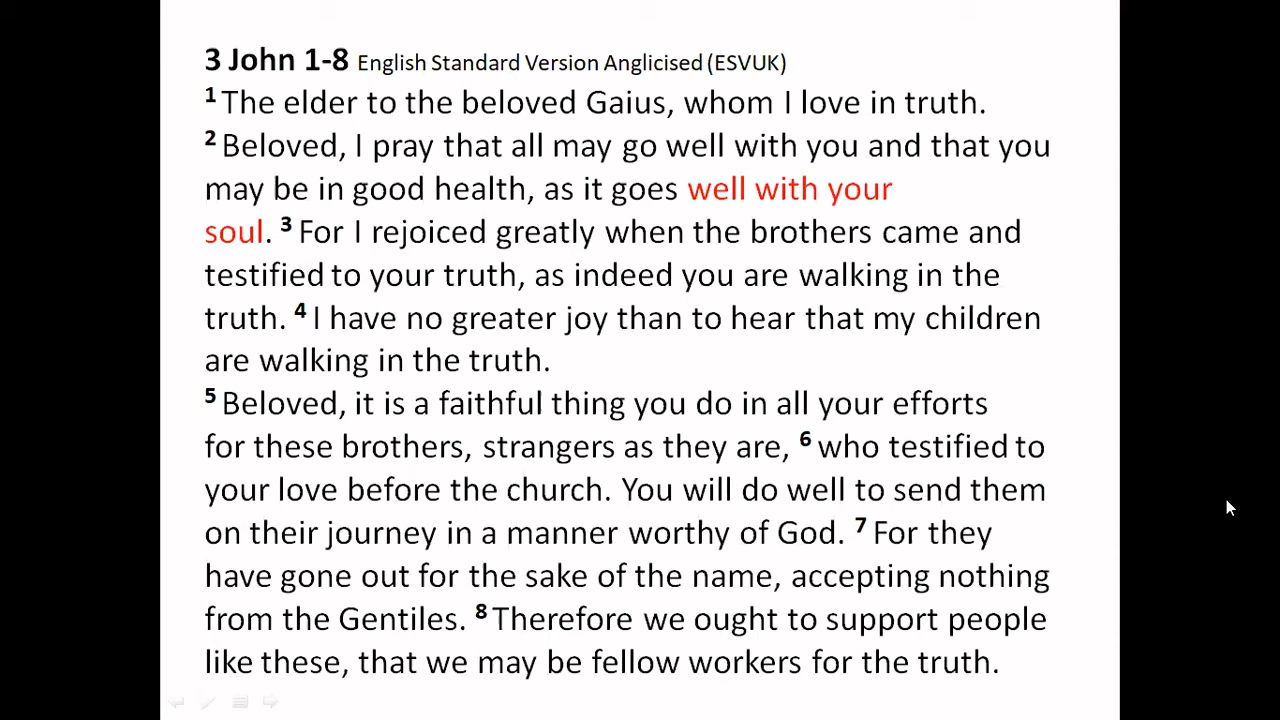 3 John 1-8 English Standard Version Anglicised (ESVUK)
1 The elder to the beloved Gaius, whom I love in truth.
2 Beloved, I pray that all may go well with you and that you
may be in good health, as it goes well with your
soul. 3 For I rejoiced greatly when the brothers came and
testified to your truth, as indeed you are walking in the
truth. 4 I have no greater joy than to hear that my children
are walking in the truth.
5 Beloved, it is a faithful thing you do in all your efforts
for these brothers, strangers as they are, 6 who testified to
your love before the church. You will do well to send them
on their journey in a manner worthy of God. 7 For they
have gone out for the sake of the name, accepting nothing
from the Gentiles. 8 Therefore we ought to support people
like these, that we may be fellow workers for the truth.